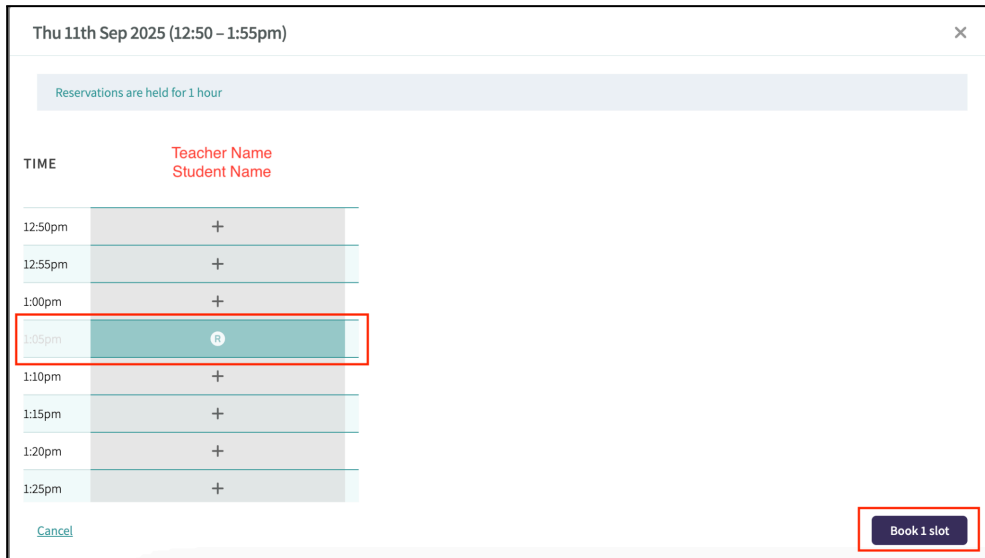 Thu 11th Sep 2025 (12:50 – 1:55pm)
Reservations are held for 1 hour
TIME
Teacher Name
Student Name
12:50pm +
12:55pm +
1:00pm +
1:05pm R
1:10pm +
1:15pm +
1:20pm +
1:25pm +
Cancel
Book 1 slot